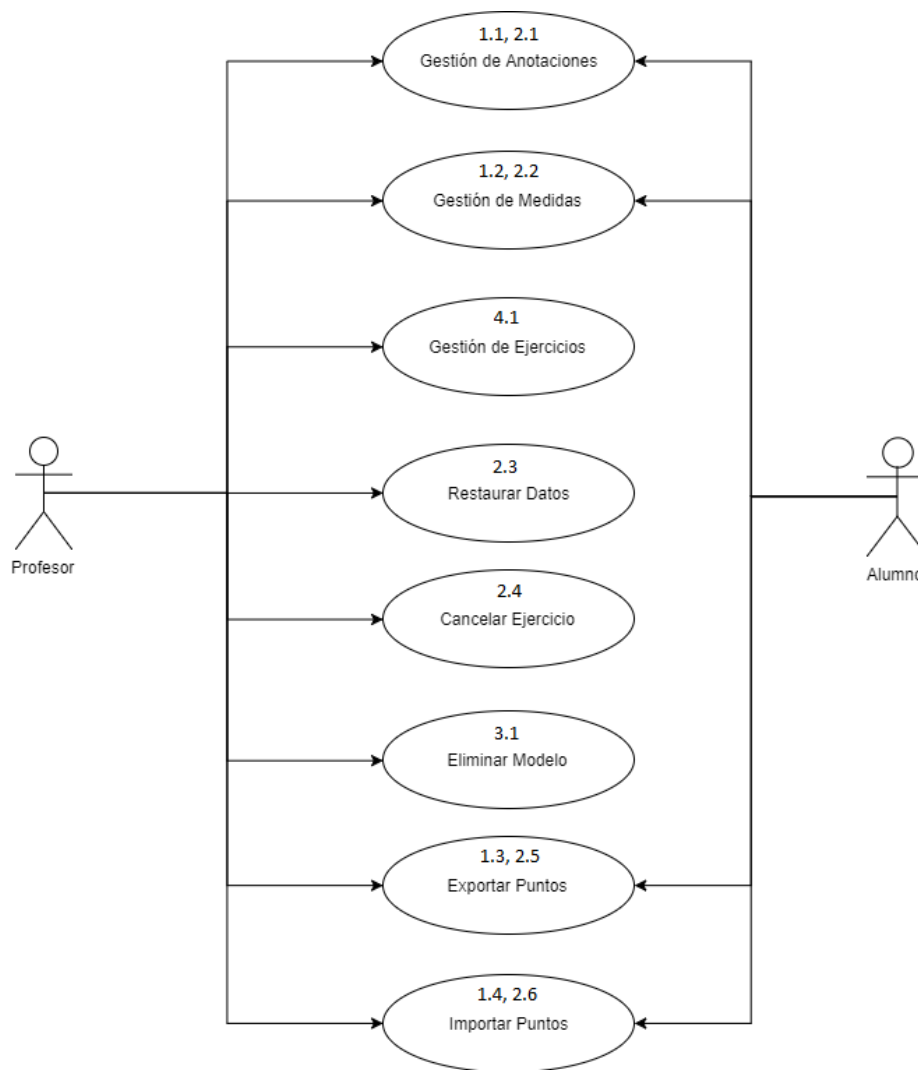 1.1, 2.1
Gestión de Anotaciones
1.2, 2.2
Gestión de Medidas
4.1
Gestión de Ejercicios
2.3
Restaurar Datos
Profesor
Alumno
2.4
Cancelar Ejercicio
3.1
Eliminar Modelo
1.3, 2.5
Exportar Puntos
1.4, 2.6
Importar Puntos